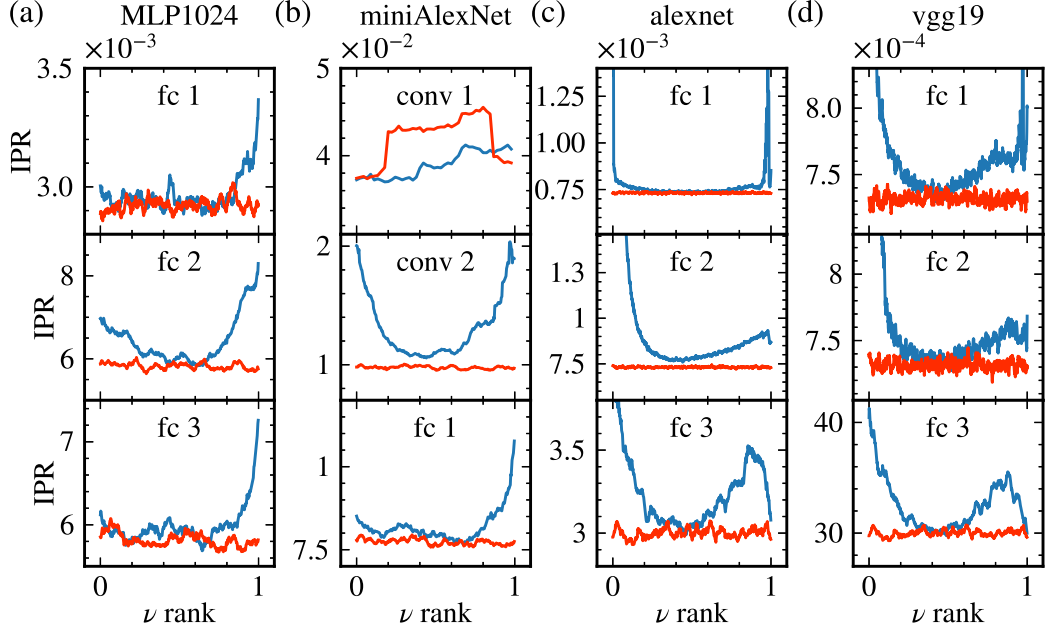 (a) MLP1024 (b) miniAlexNet (c) alexnet (d) vgg19
×10⁻³ ×10⁻² ×10⁻³ ×10⁻⁴
3.5 fc 1 5 conv 1 1.25 fc 1 8.0 fc 1
IPR 3.0 4 1.00 7.5
0.75
8 fc 2 2 conv 2 1.3 fc 2 8 fc 2
IPR 6 1 1 7.5
7.5
7 fc 3 1 fc 1 3.5 fc 3 40 fc 3
IPR 6 7.5 3 30
0 1 0 1 0 1 0 1
ν rank ν rank ν rank ν rank